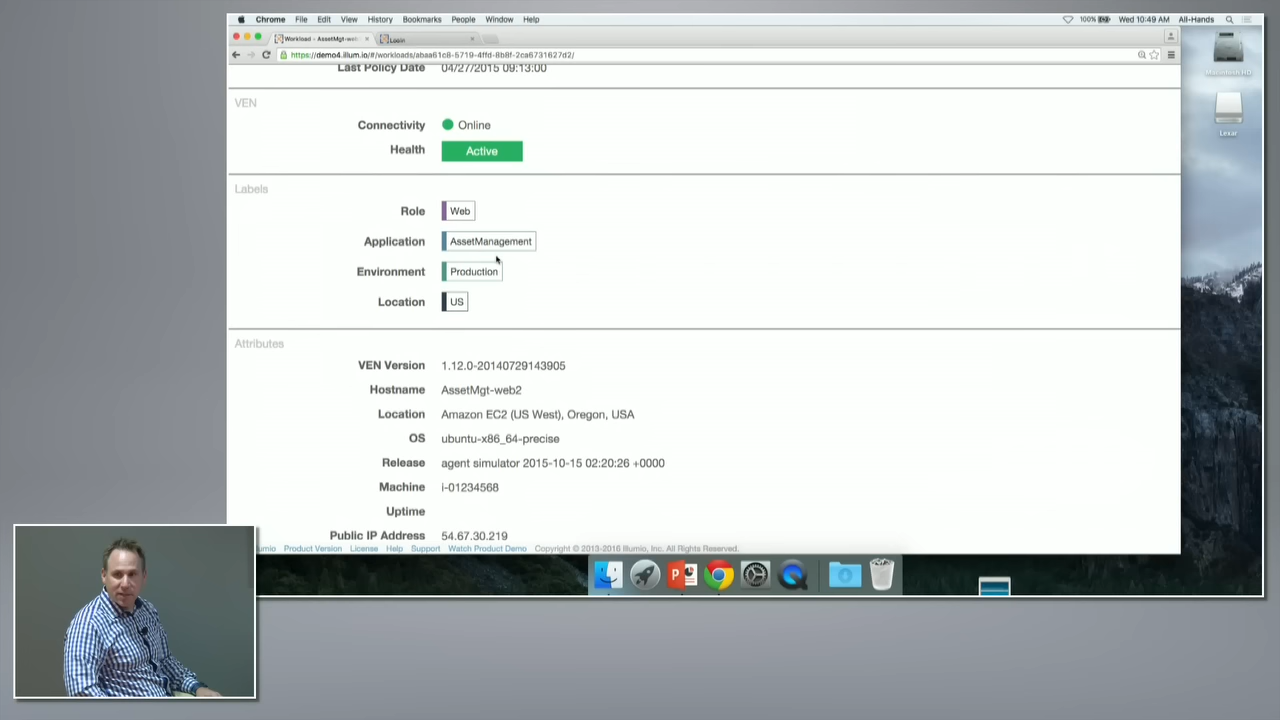 Chrome File Edit View History Bookmarks People Window Help 100% Wed 10:49 AM All-Hands
Workload - AssetMgt-web Login
https://demo4.illum.io/#/workloads/abaa61c8-5719-4ffd-8b8f-2ca6731627d2/
Macintosh HD
Last Policy Date 04/27/2015 09:13:00
VEN
Connectivity Online
Lexar
Health Active
Labels
Role Web
Application AssetManagement
Environment Production
Location US
Attributes
VEN Version 1.12.0-20140729143905
Hostname AssetMgt-web2
Location Amazon EC2 (US West), Oregon, USA
OS ubuntu-x86_64-precise
Release agent simulator 2015-10-15 02:20:26 +0000
Machine i-01234568
Uptime
Public IP Address 54.67.30.219
umio Product Version License Help Support Watch Product Demo Copyright © 2013-2016 Illumio, Inc. All Rights Reserved.